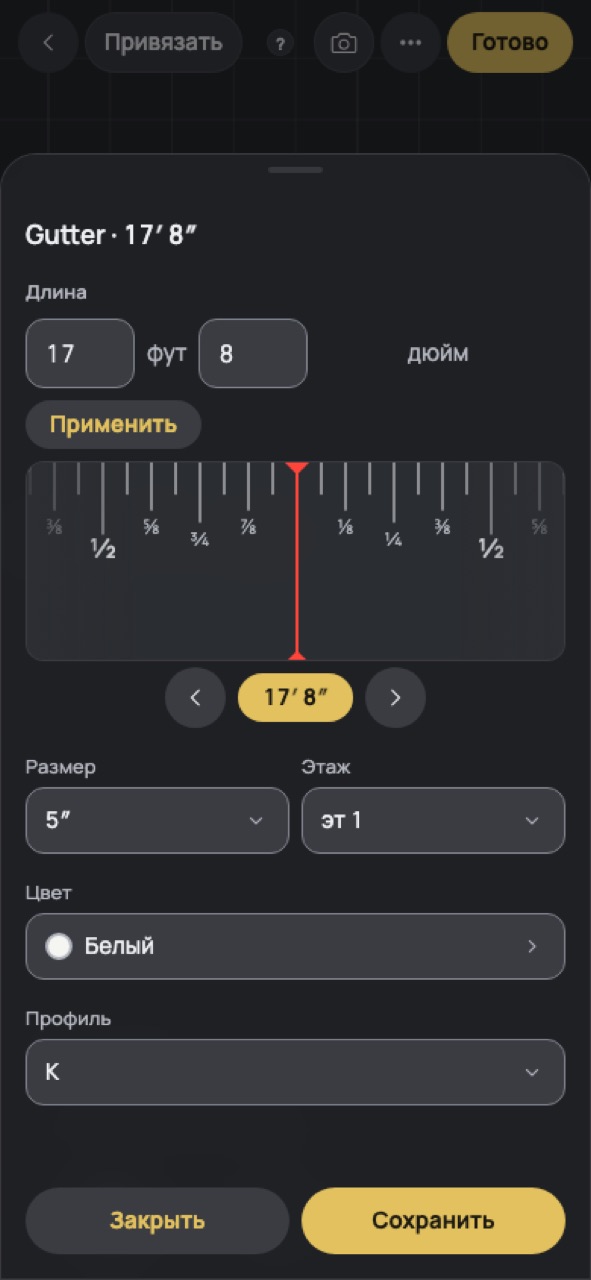 Привязать ? Готово
Gutter · 17′ 8″
Длина
17 фут 8 дюйм
Применить
⅜ ½ ⅝ ¾ ⅞ ⅛ ¼ ⅜ ½ ⅝
17′ 8″
Размер Этаж
5″ эт 1
Цвет
Белый
Профиль
K
Закрыть Сохранить